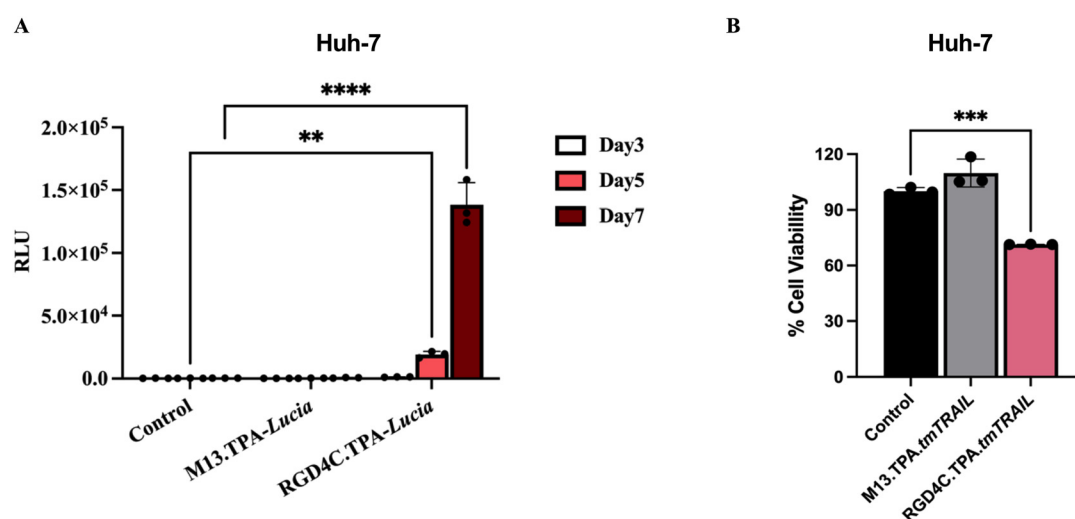 A
Huh-7
****
**
2.0×10⁵
1.5×10⁵
1.0×10⁵
5.0×10⁴
0.0
RLU
Day3
Day5
Day7
Control
M13.TPA-Lucia
RGD4C.TPA-Lucia
B
Huh-7
***
120
90
60
30
0
% Cell Viabillity
Control
M13.TPA.tmTRAIL
RGD4C.TPA.tmTRAIL